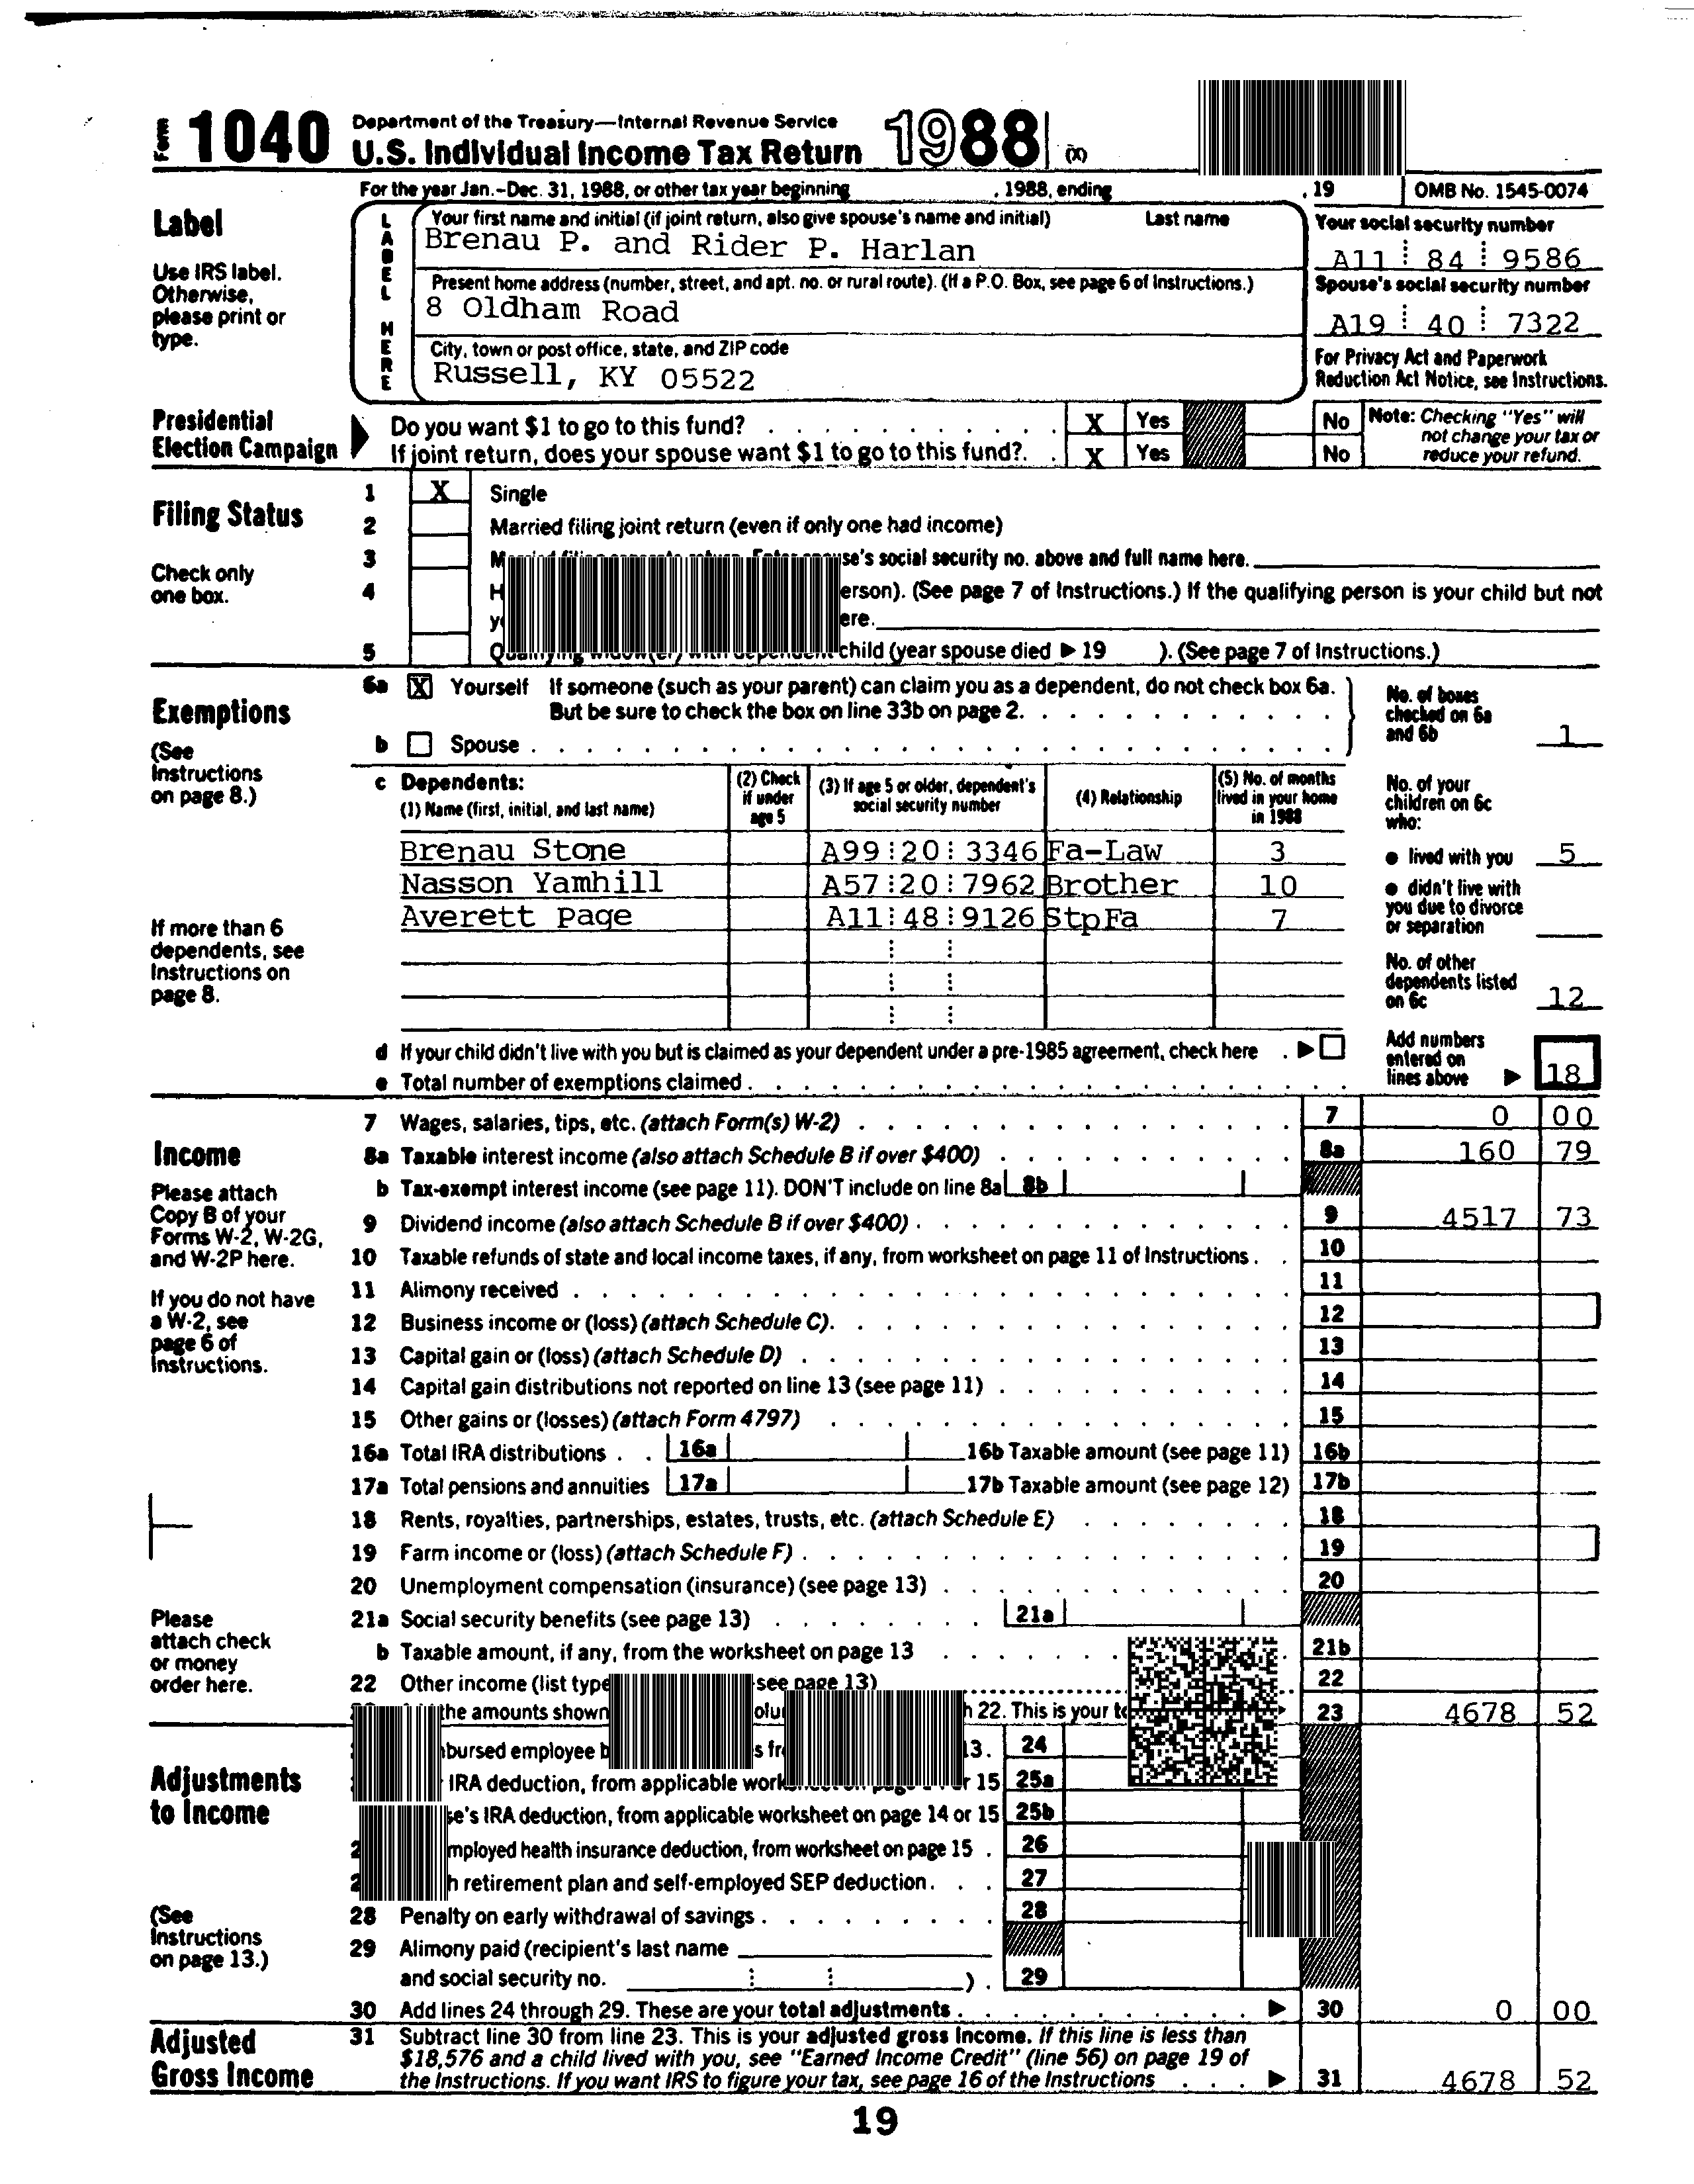 Form 1040 Department of the Treasury—Internal Revenue Service
U.S. Individual Income Tax Return 1988 (X)
For the year Jan.–Dec. 31, 1988, or other tax year beginning , 1988, ending , 19 OMB No. 1545-0074
Label
Use IRS label.
Otherwise,
please print or
type.
LABEL HERE
Your first name and initial (if joint return, also give spouse's name and initial) Last name
Brenau P. and Rider P. Harlan
Present home address (number, street, and apt. no. or rural route). (If a P.O. Box, see page 6 of Instructions.)
8 Oldham Road
City, town or post office, state, and ZIP code
Russell, KY 05522
Your social security number
A11 84 9586
Spouse's social security number
A19 40 7322
For Privacy Act and Paperwork
Reduction Act Notice, see Instructions.
Presidential
Election Campaign
Do you want $1 to go to this fund? X Yes No
If joint return, does your spouse want $1 to go to this fund? X Yes No
Note: Checking "Yes" will
not change your tax or
reduce your refund.
Filing Status
Check only
one box.
1 X Single
2 Married filing joint return (even if only one had income)
3 se's social security no. above and full name here.
4 H erson). (See page 7 of Instructions.) If the qualifying person is your child but not
y ere.
5 child (year spouse died ▶ 19 ). (See page 7 of Instructions.)
Exemptions
(See
Instructions
on page 8.)
If more than 6
dependents, see
Instructions on
page 8.
6a X Yourself If someone (such as your parent) can claim you as a dependent, do not check box 6a.
But be sure to check the box on line 33b on page 2.
b Spouse
No. of boxes
checked on 6a
and 6b 1
c Dependents:
(1) Name (first, initial, and last name)
(2) Check
if under
age 5
(3) If age 5 or older, dependent's
social security number
(4) Relationship
(5) No. of months
lived in your home
in 1988
Brenau Stone A99 20 3346 Fa-Law 3
Nasson Yamhill A57 20 7962 Brother 10
Averett Page A11 48 9126 StpFa 7
No. of your
children on 6c
who:
● lived with you 5
● didn't live with
you due to divorce
or separation
No. of other
dependents listed
on 6c 12
d If your child didn't live with you but is claimed as your dependent under a pre-1985 agreement, check here ▶
e Total number of exemptions claimed
Add numbers
entered on
lines above ▶ 18
Income
Please attach
Copy B of your
Forms W-2, W-2G,
and W-2P here.
If you do not have
a W-2, see
page 6 of
Instructions.
Please
attach check
or money
order here.
7 Wages, salaries, tips, etc. (attach Form(s) W-2) 7 0 00
8a Taxable interest income (also attach Schedule B if over $400) 8a 160 79
b Tax-exempt interest income (see page 11). DON'T include on line 8a 8b
9 Dividend income (also attach Schedule B if over $400) 9 4517 73
10 Taxable refunds of state and local income taxes, if any, from worksheet on page 11 of Instructions 10
11 Alimony received 11
12 Business income or (loss) (attach Schedule C) 12
13 Capital gain or (loss) (attach Schedule D) 13
14 Capital gain distributions not reported on line 13 (see page 11) 14
15 Other gains or (losses) (attach Form 4797) 15
16a Total IRA distributions 16a 16b Taxable amount (see page 11) 16b
17a Total pensions and annuities 17a 17b Taxable amount (see page 12) 17b
18 Rents, royalties, partnerships, estates, trusts, etc. (attach Schedule E) 18
19 Farm income or (loss) (attach Schedule F) 19
20 Unemployment compensation (insurance) (see page 13) 20
21a Social security benefits (see page 13) 21a
b Taxable amount, if any, from the worksheet on page 13 21b
22 Other income (list type see page 13) 22
the amounts shown h 22. This is your 23 4678 52
Adjustments
to Income
(See
Instructions
on page 13.)
bursed employee b s fr 13. 24
IRA deduction, from applicable r 15 25a
se's IRA deduction, from applicable worksheet on page 14 or 15 25b
mployed health insurance deduction, from worksheet on page 15 26
h retirement plan and self-employed SEP deduction 27
28 Penalty on early withdrawal of savings 28
29 Alimony paid (recipient's last name
and social security no. ) 29
30 Add lines 24 through 29. These are your total adjustments ▶ 30 0 00
Adjusted
Gross Income
31 Subtract line 30 from line 23. This is your adjusted gross income. If this line is less than
$18,576 and a child lived with you, see "Earned Income Credit" (line 56) on page 19 of
the Instructions. If you want IRS to figure your tax, see page 16 of the Instructions ▶ 31 4678 52
19